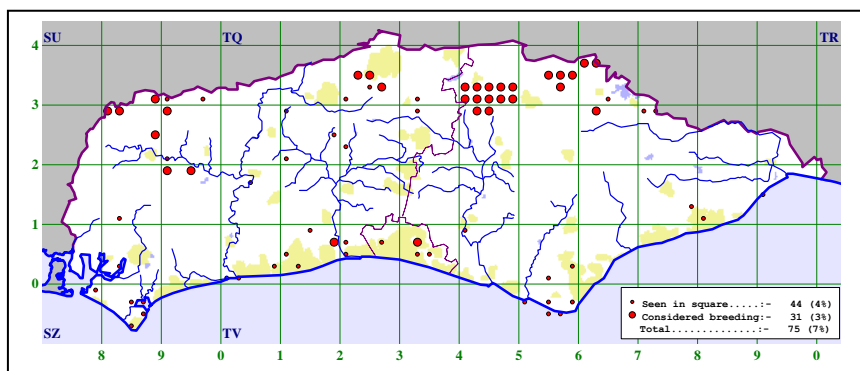 SU TQ TR
4
3
2
1
0
SZ TV
8 9 0 1 2 3 4 5 6 7 8 9 0
Seen in square.....:- 44 (4%)
Considered breeding:- 31 (3%)
Total..............:- 75 (7%)